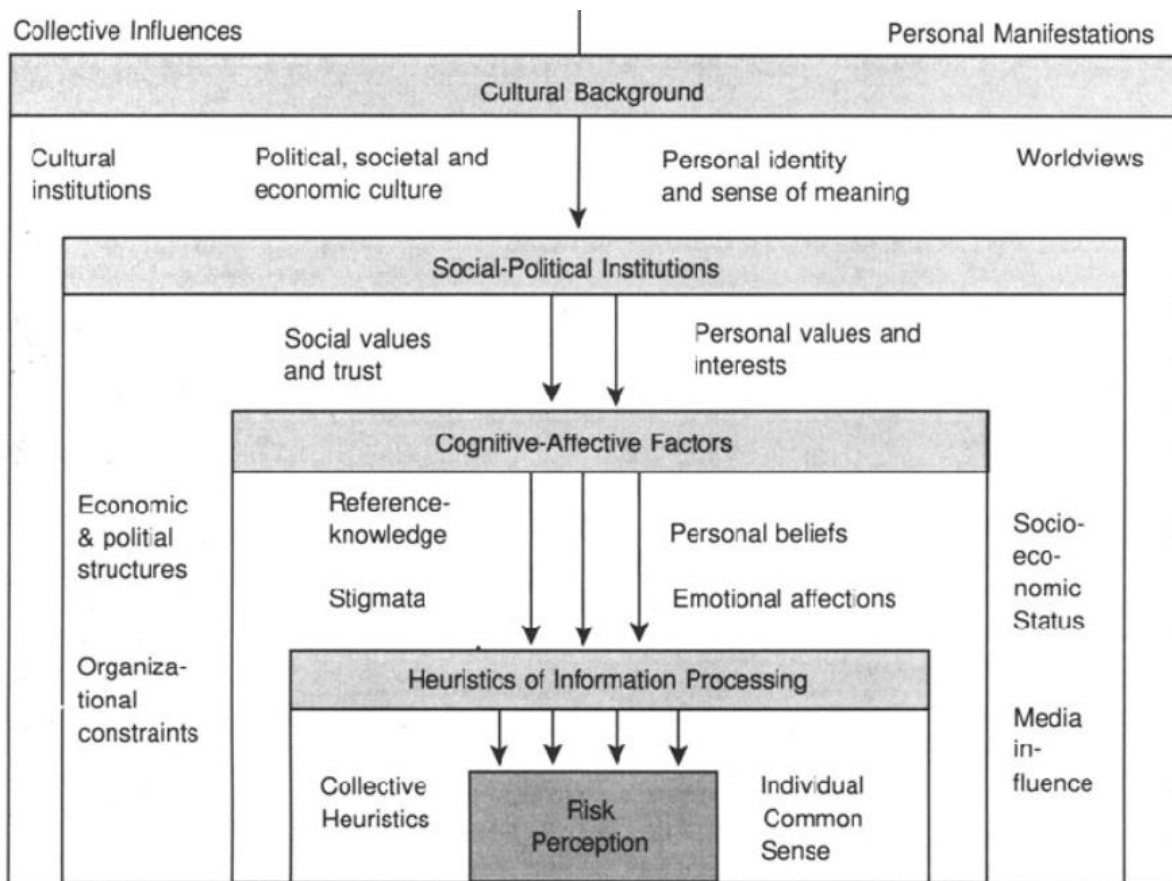 Collective Influences
Personal Manifestations
Cultural Background
Cultural
institutions
Political, societal and
economic culture
Personal identity
and sense of meaning
Worldviews
Social-Political Institutions
Social values
and trust
Personal values and
interests
Cognitive-Affective Factors
Economic
& politial
structures
Reference-
knowledge
Personal beliefs
Socio-
eco-
nomic
Status
Stigmata
Emotional affections
Heuristics of Information Processing
Organiza-
tional
constraints
Media
in-
fluence
Collective
Heuristics
Risk
Perception
Individual
Common
Sense